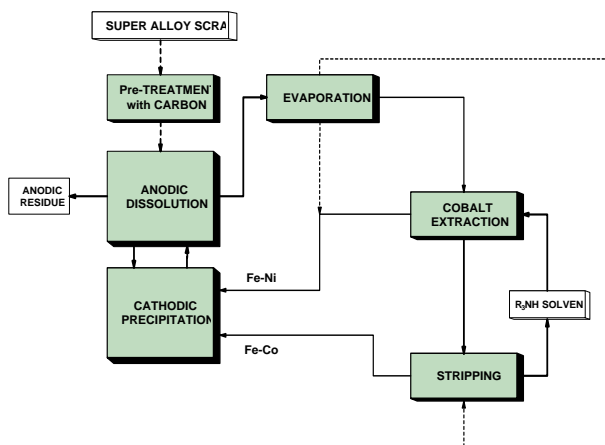 SUPER ALLOY SCRA
Pre-TREATMENT
with CARBON
EVAPORATION
ANODIC
RESIDUE
ANODIC
DISSOLUTION
COBALT
EXTRACTION
Fe-Ni
CATHODIC
PRECIPITATION
R3NH SOLVEN
Fe-Co
STRIPPING